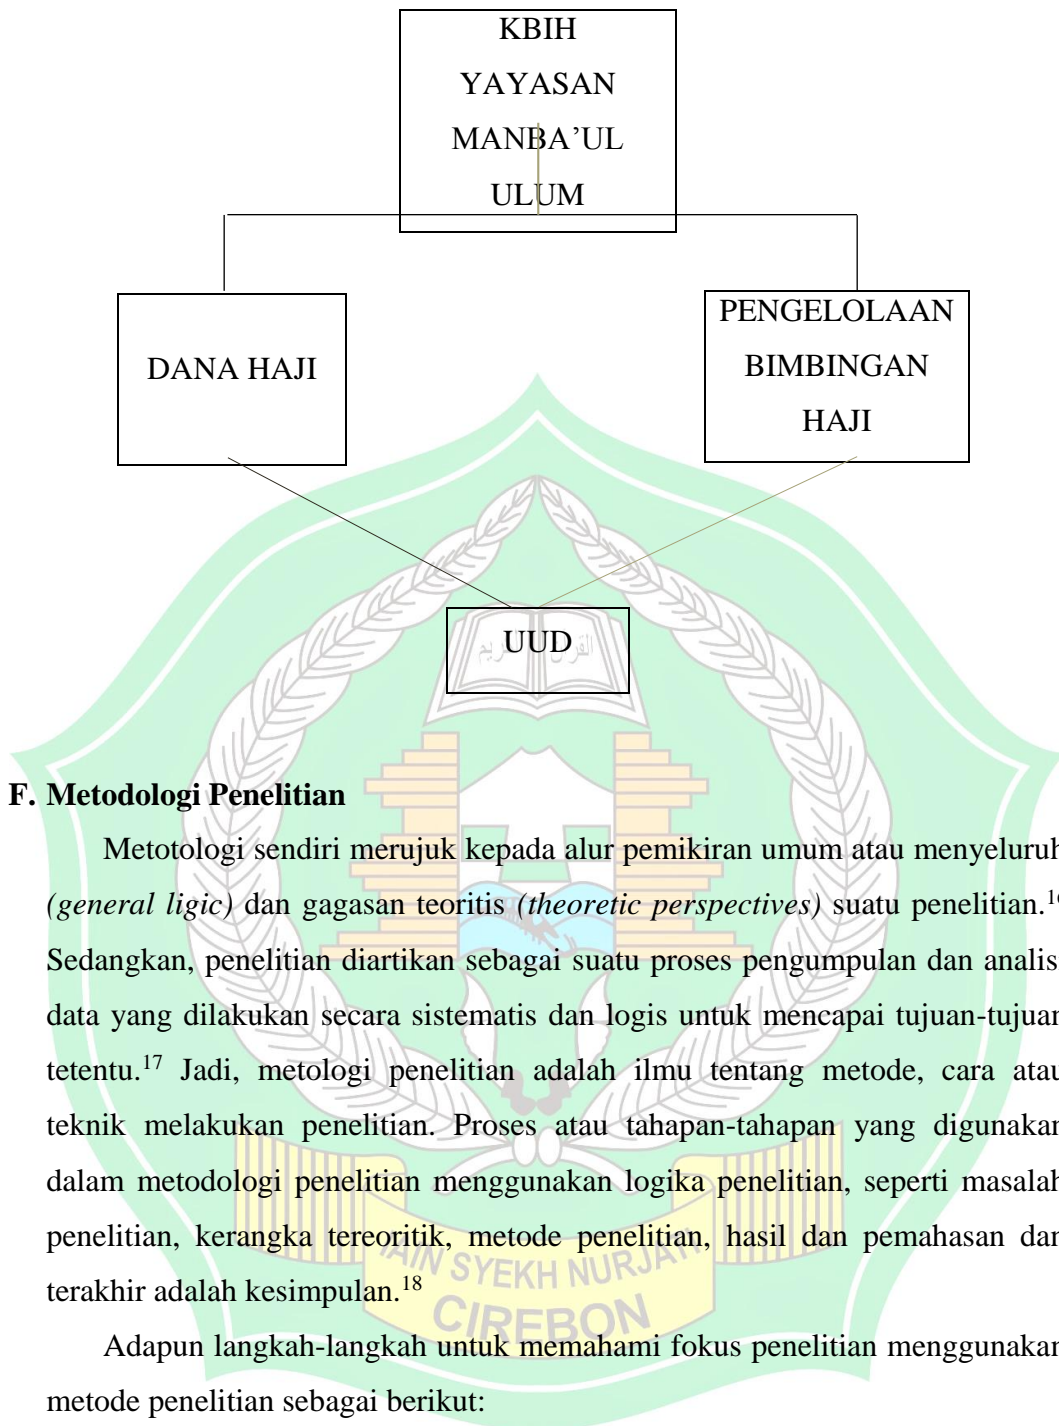 KBIH
YAYASAN
MANBA’UL
ULUM
DANA HAJI
PENGELOLAAN
BIMBINGAN
HAJI
القرآن الكريم
UUD
F. Metodologi Penelitian
Metotologi sendiri merujuk kepada alur pemikiran umum atau menyeluruh
(general ligic) dan gagasan teoritis (theoretic perspectives) suatu penelitian.16
Sedangkan, penelitian diartikan sebagai suatu proses pengumpulan dan analisi
data yang dilakukan secara sistematis dan logis untuk mencapai tujuan-tujuan
tetentu.17 Jadi, metologi penelitian adalah ilmu tentang metode, cara atau
teknik melakukan penelitian. Proses atau tahapan-tahapan yang digunakan
dalam metodologi penelitian menggunakan logika penelitian, seperti masalah
penelitian, kerangka tereoritik, metode penelitian, hasil dan pemahasan dan
terakhir adalah kesimpulan.18
IAIN SYEKH NURJATI
CIREBON
Adapun langkah-langkah untuk memahami fokus penelitian menggunakan
metode penelitian sebagai berikut: